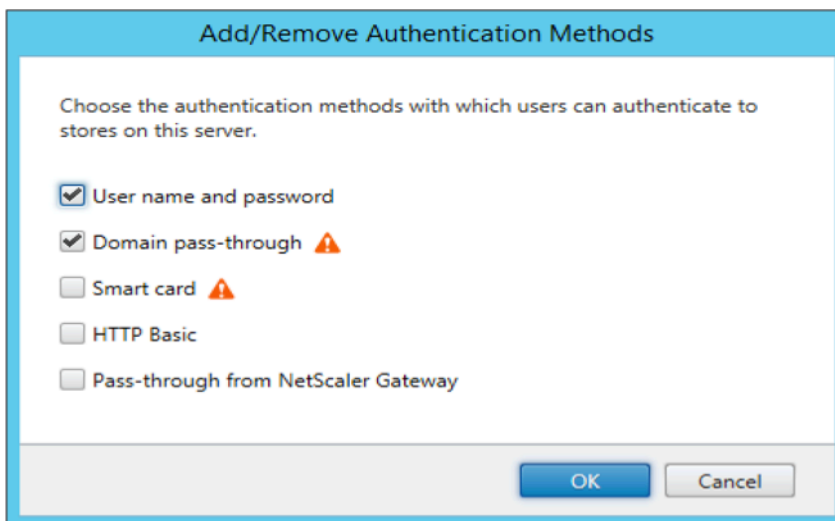 Add/Remove Authentication Methods
Choose the authentication methods with which users can authenticate to
stores on this server.
User name and password
Domain pass-through
Smart card
HTTP Basic
Pass-through from NetScaler Gateway
OK
Cancel